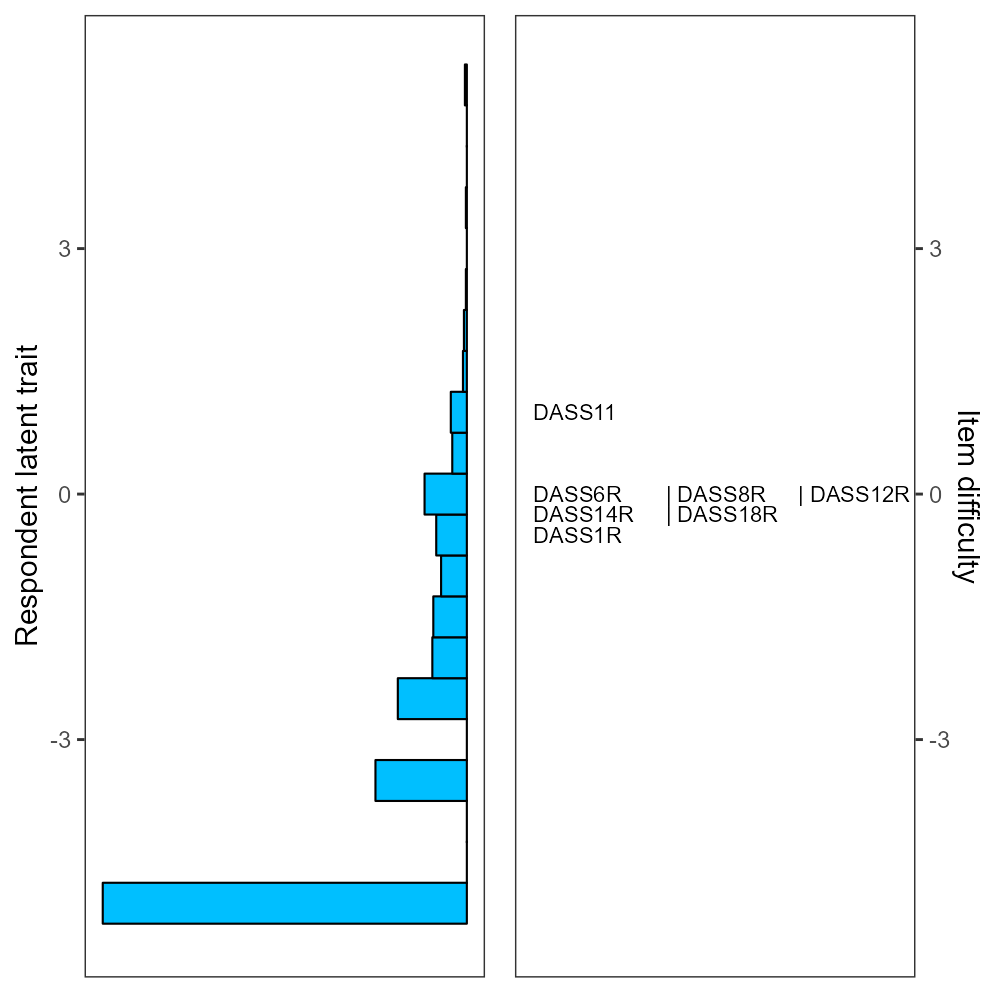 Respondent latent trait
3
0
-3
DASS11
DASS6R | DASS8R | DASS12R
DASS14R | DASS18R
DASS1R
3
0
-3
Item difficulty